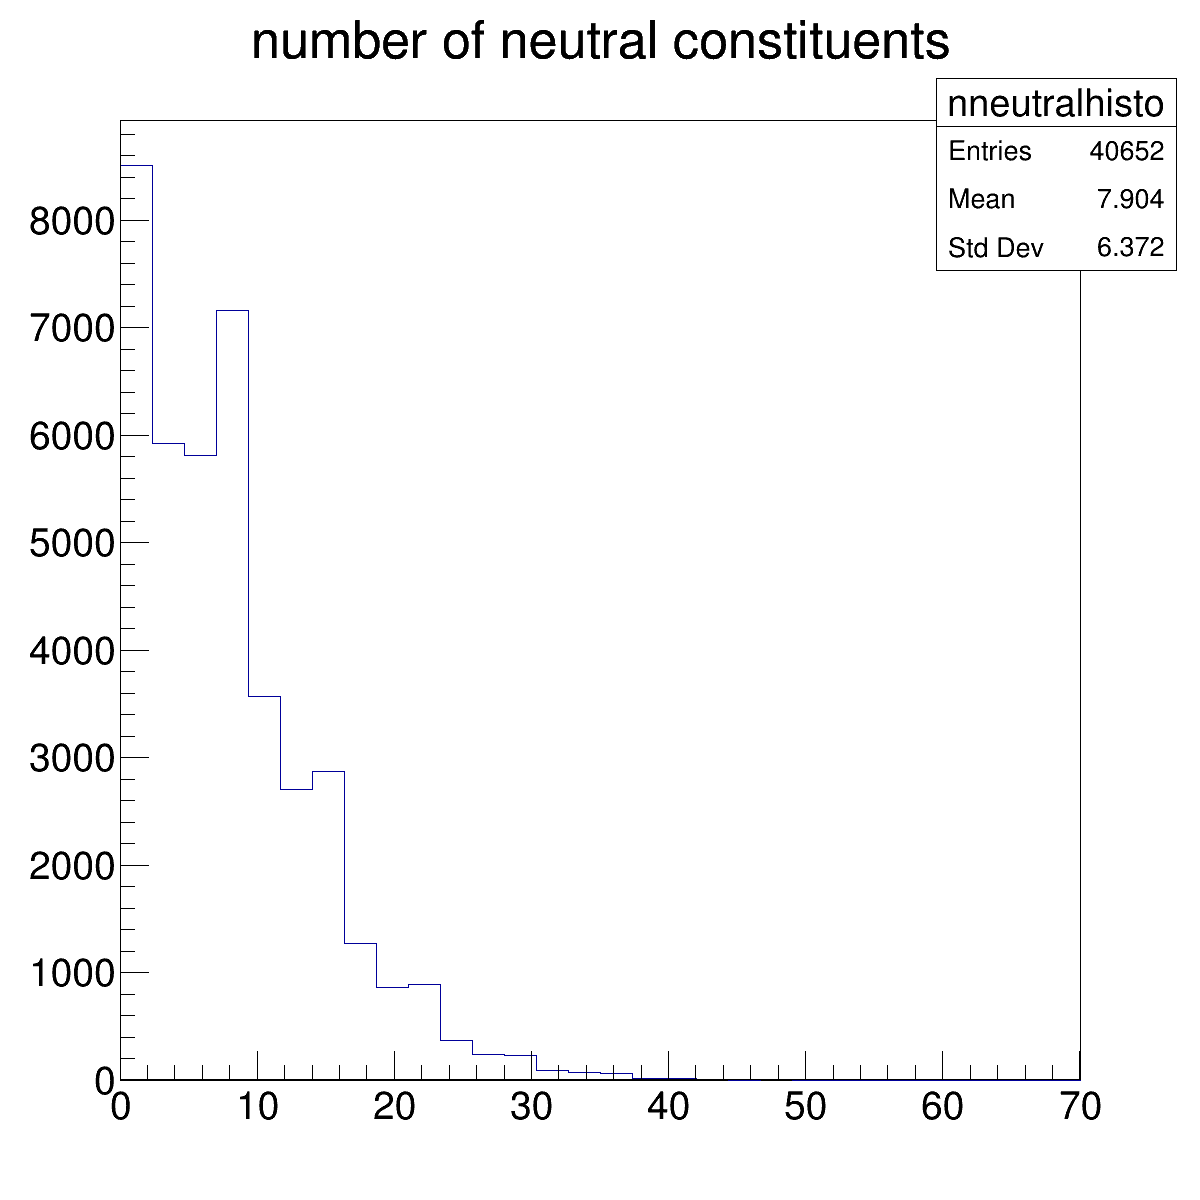 number of neutral constituents
nneutralhisto
Entries 40652
Mean 7.904
Std Dev 6.372
8000
7000
6000
5000
4000
3000
2000
1000
0
0 10 20 30 40 50 60 70